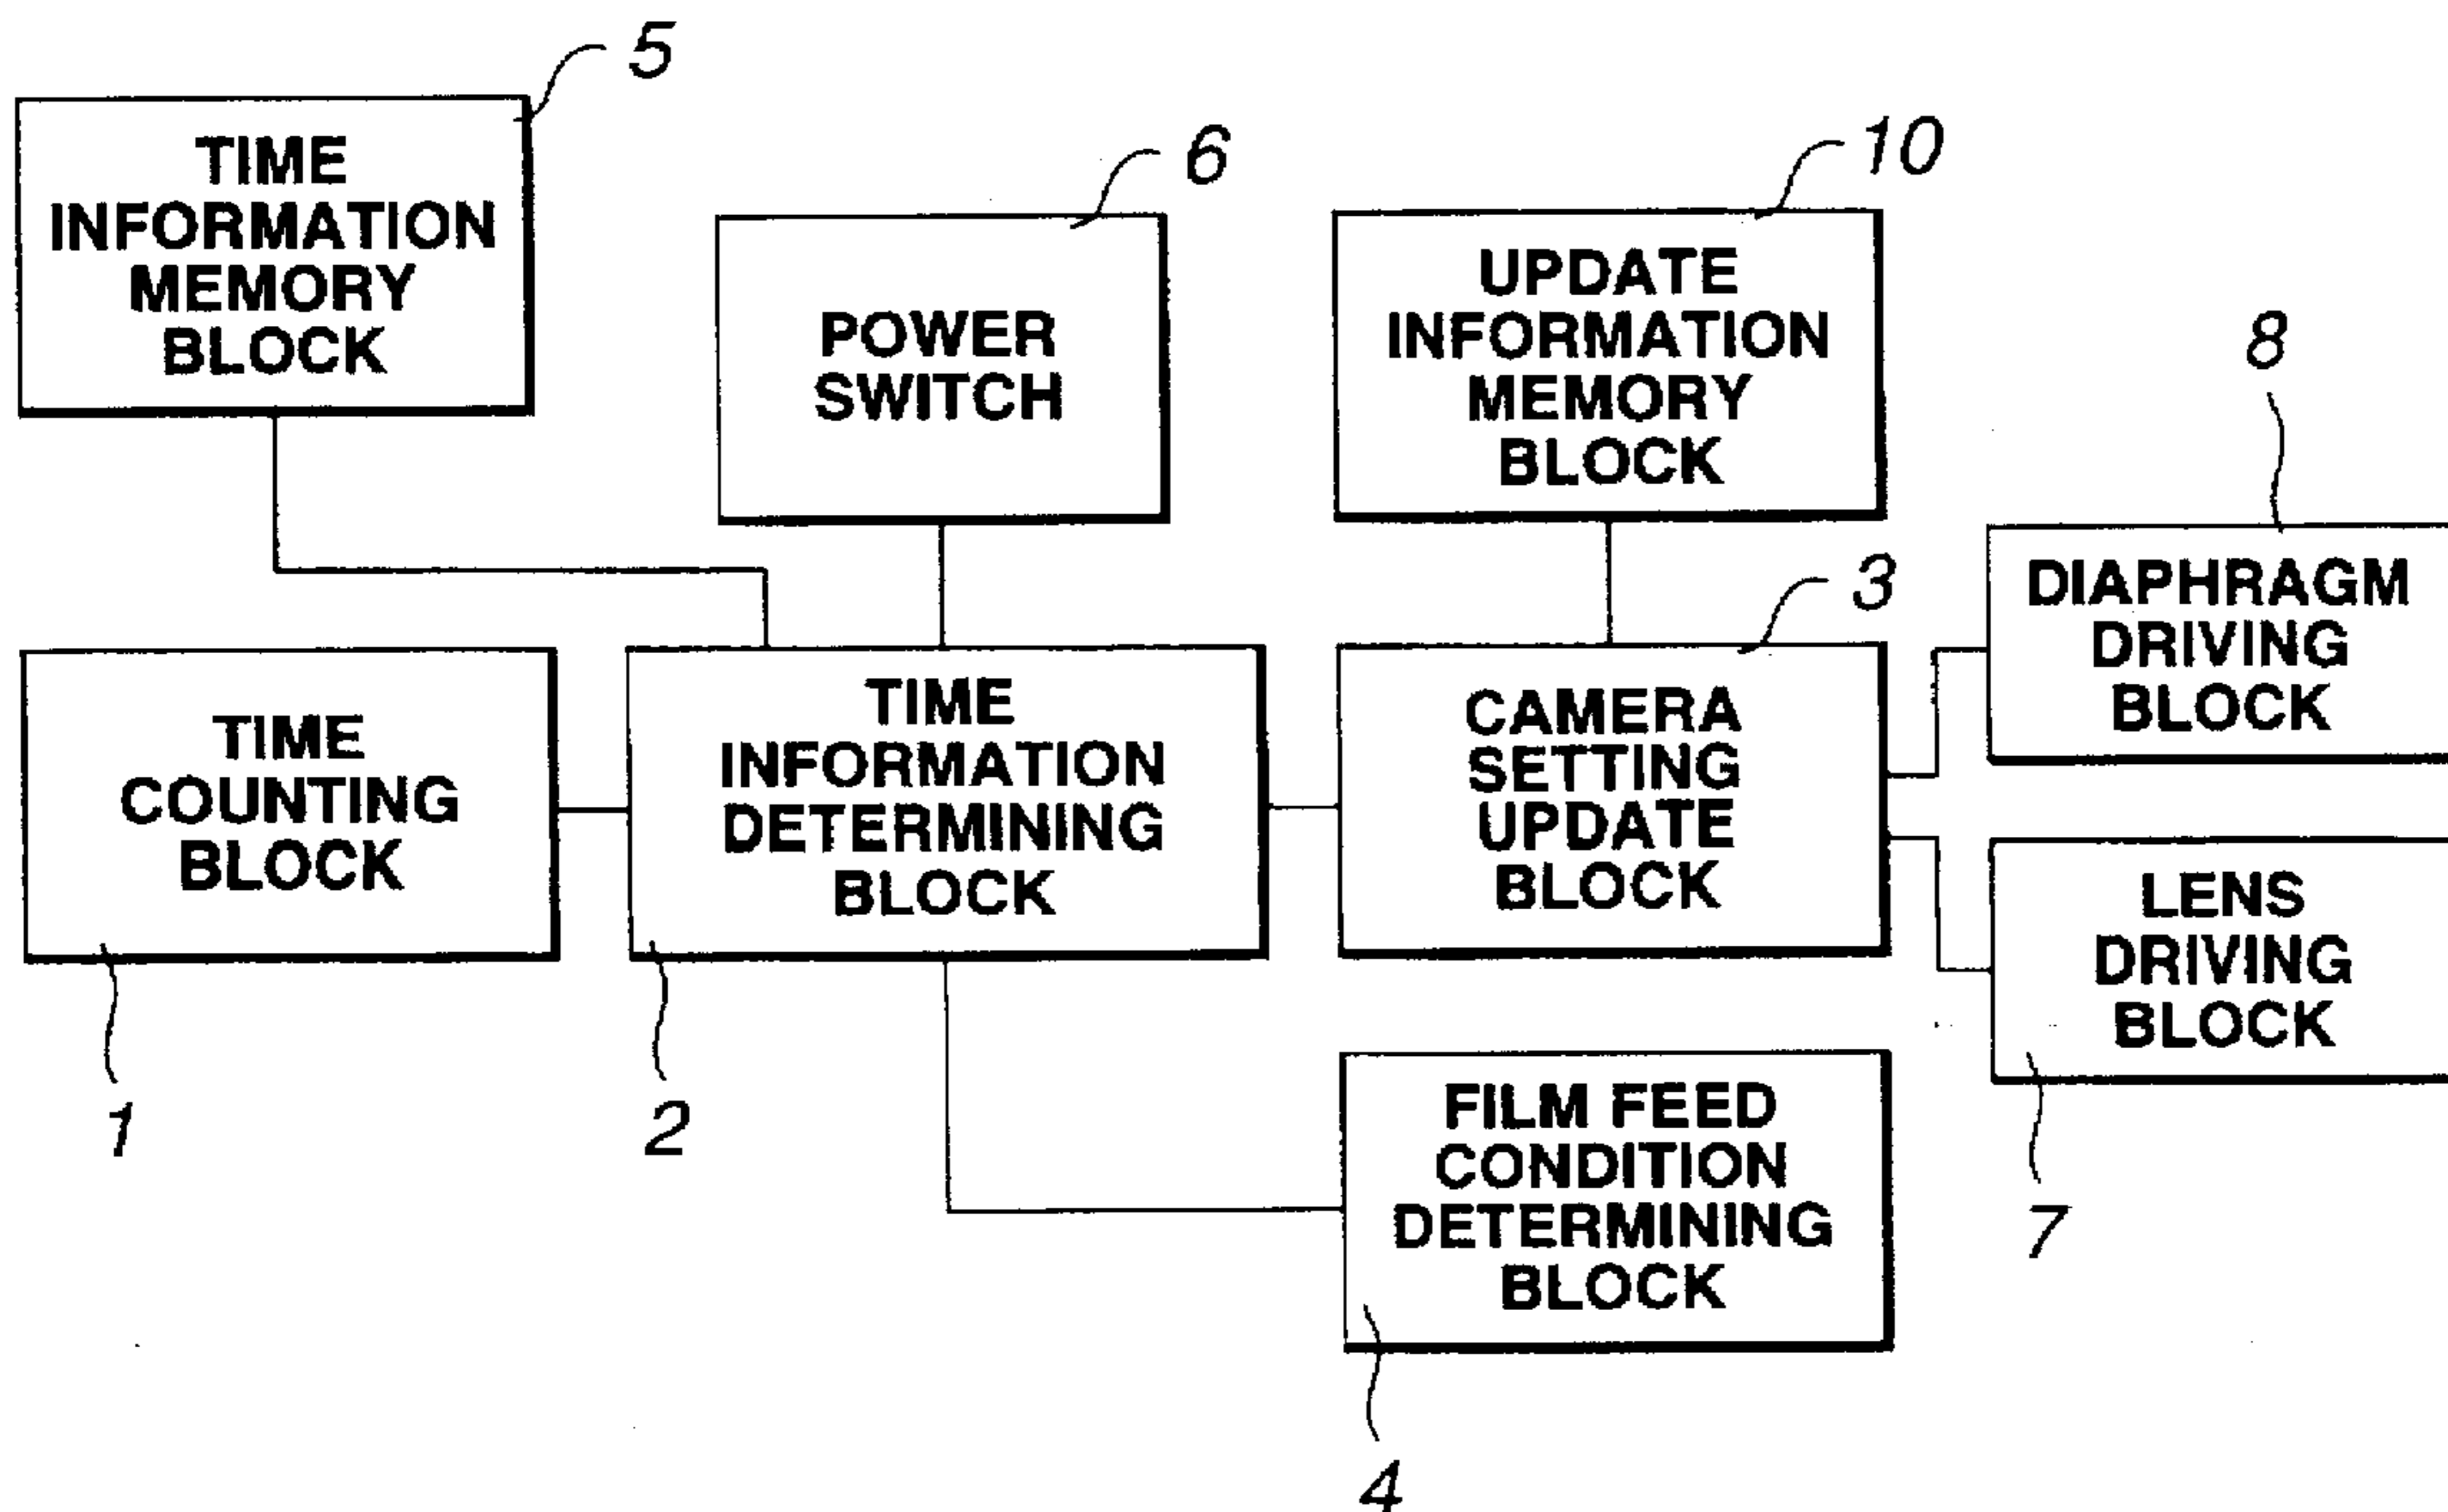 5
TIME
INFORMATION
MEMORY
BLOCK
6
POWER
SWITCH
10
UPDATE
INFORMATION
MEMORY
BLOCK
8
DIAPHRAGM
DRIVING
BLOCK
TIME
COUNTING
BLOCK
1
TIME
INFORMATION
DETERMINING
BLOCK
2
3
CAMERA
SETTING
UPDATE
BLOCK
LENS
DRIVING
BLOCK
7
FILM FEED
CONDITION
DETERMINING
BLOCK
4